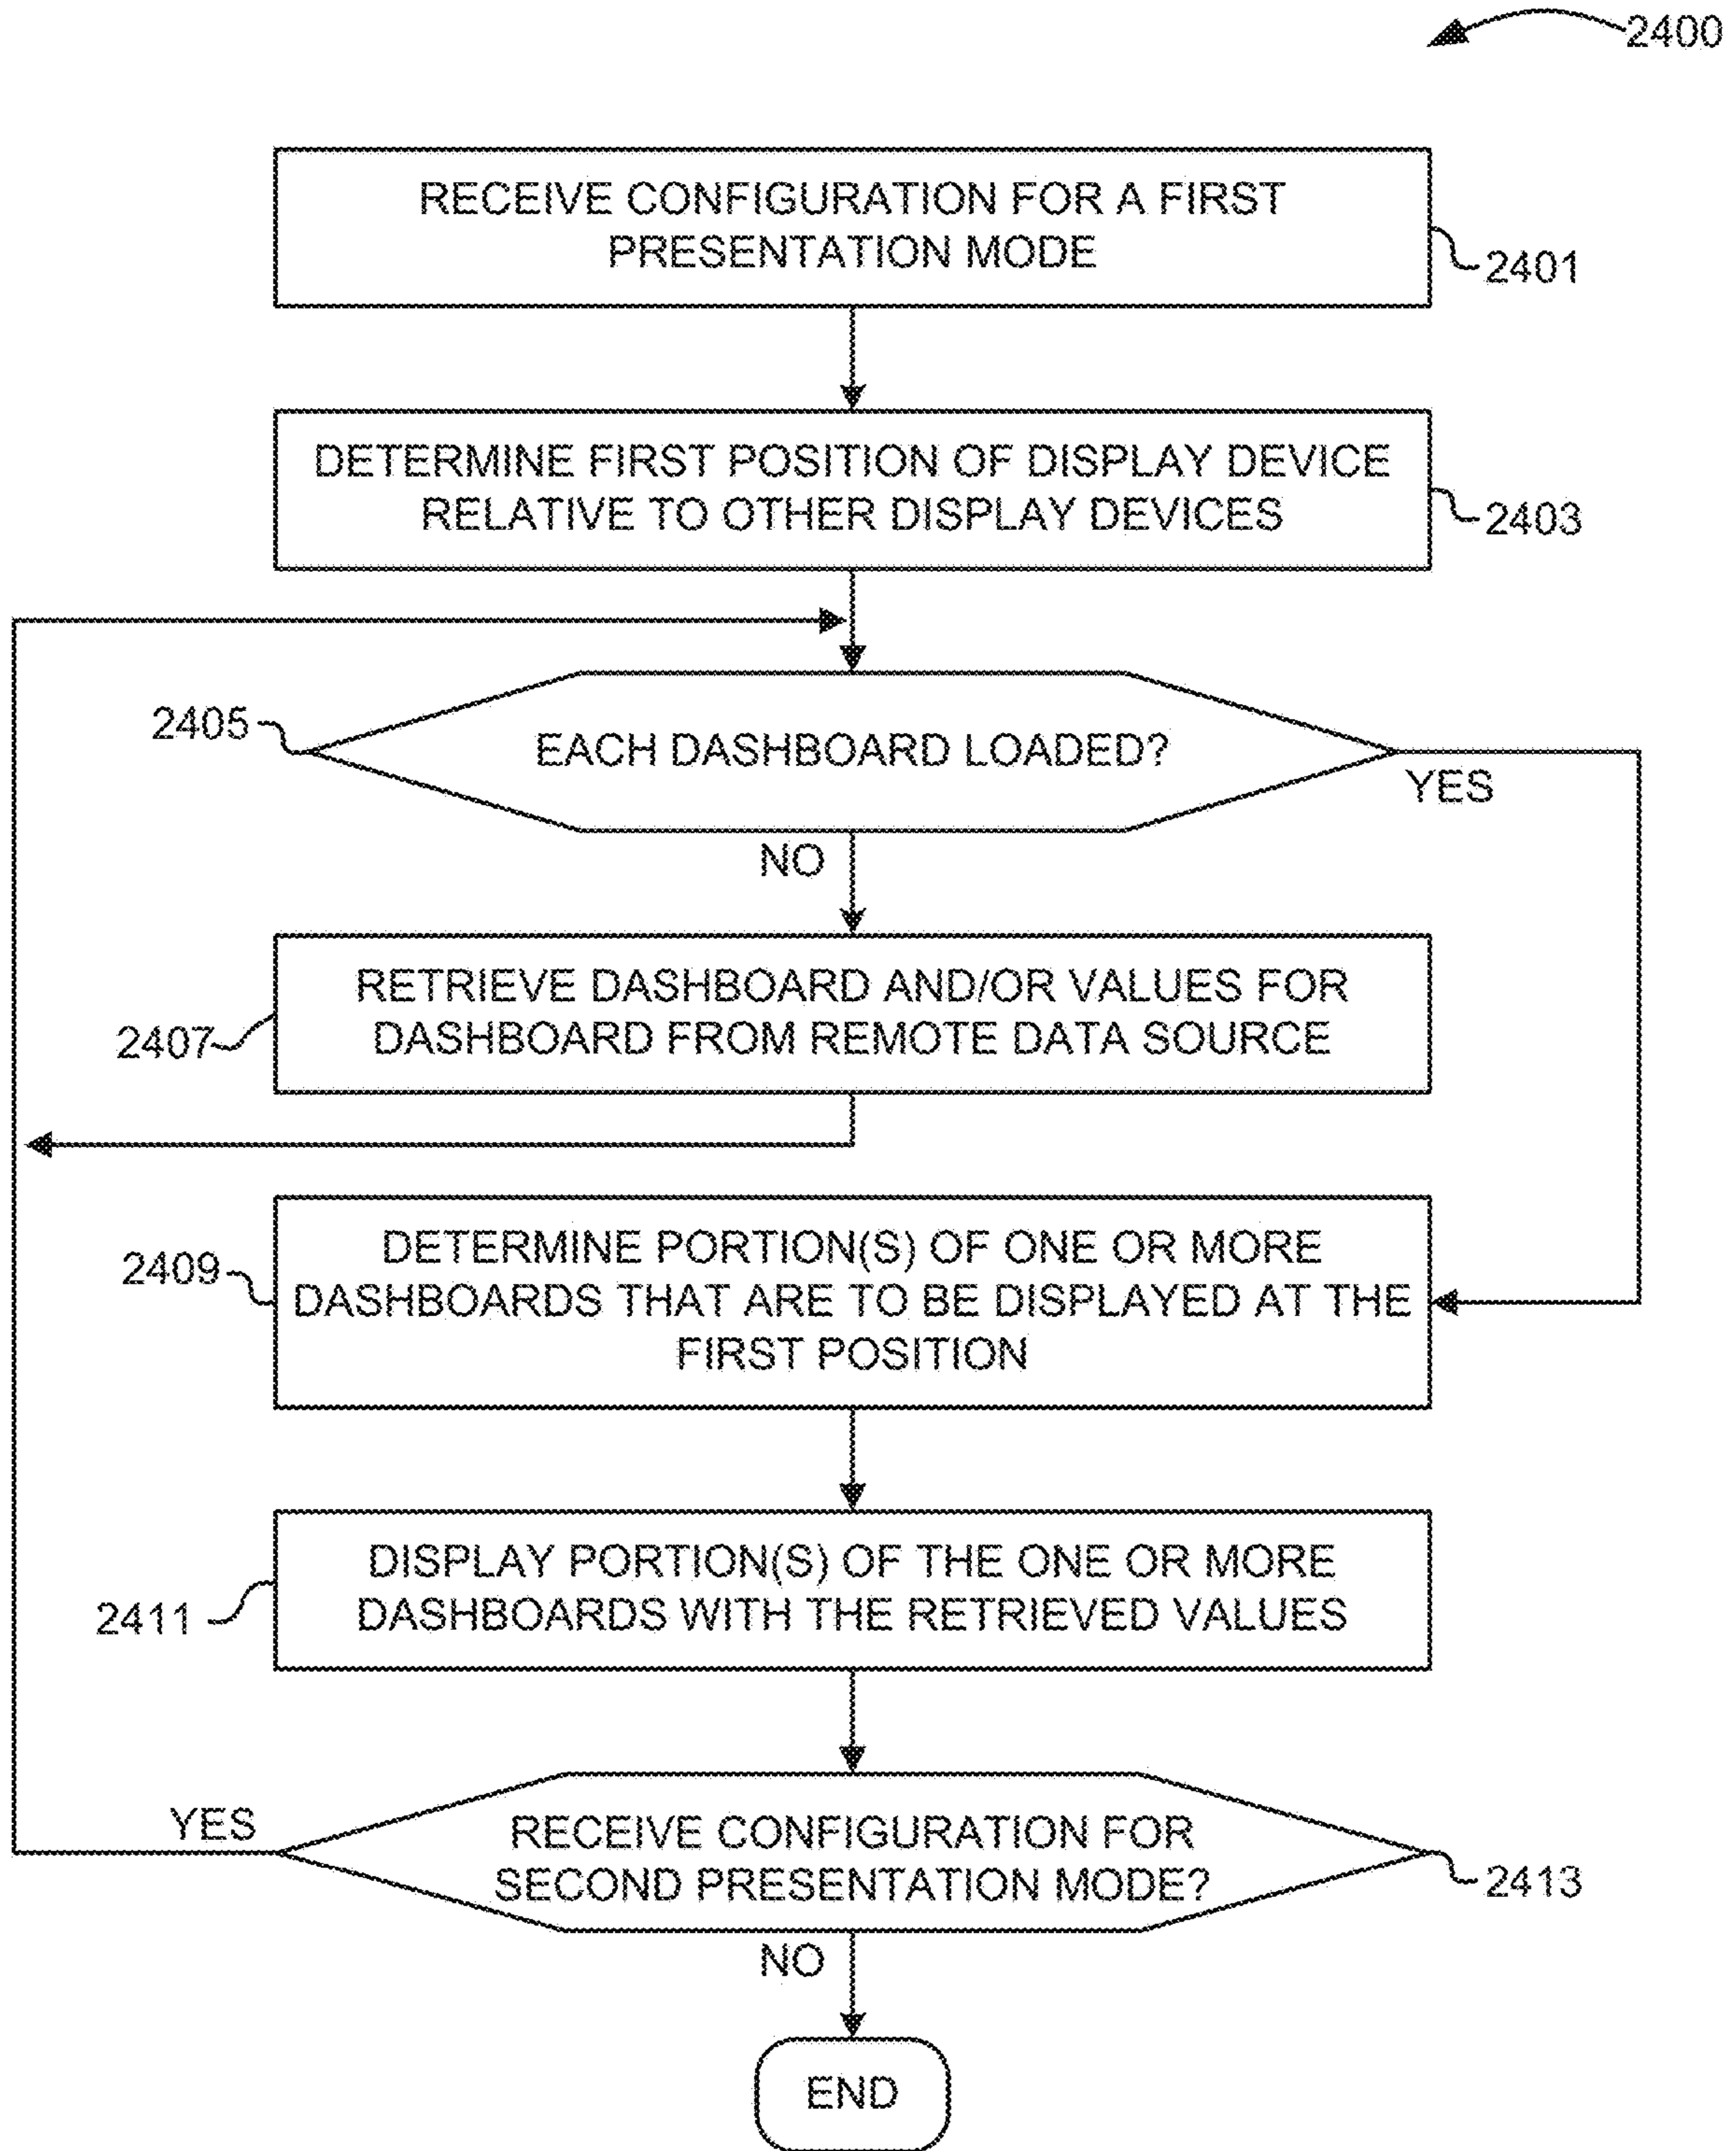 2400
RECEIVE CONFIGURATION FOR A FIRST
PRESENTATION MODE
2401
DETERMINE FIRST POSITION OF DISPLAY DEVICE
RELATIVE TO OTHER DISPLAY DEVICES
2403
2405
EACH DASHBOARD LOADED?
YES
NO
RETRIEVE DASHBOARD AND/OR VALUES FOR
DASHBOARD FROM REMOTE DATA SOURCE
2407
DETERMINE PORTION(S) OF ONE OR MORE
DASHBOARDS THAT ARE TO BE DISPLAYED AT THE
FIRST POSITION
2409
DISPLAY PORTION(S) OF THE ONE OR MORE
DASHBOARDS WITH THE RETRIEVED VALUES
2411
YES
RECEIVE CONFIGURATION FOR
SECOND PRESENTATION MODE?
2413
NO
END